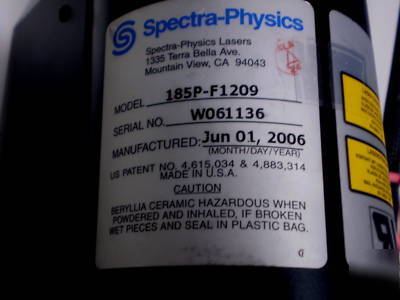 Spectra-Physics
Spectra-Physics Lasers
1335 Terra Bella Ave.
Mountain View, CA 94043
MODEL 185P-F1209
SERIAL NO. W061136
MANUFACTURED: Jun 01, 2006
(MONTH/DAY/YEAR)
US PATENT NO. 4,615,034 & 4,883,314
MADE IN U.S.A.
CAUTION
BERYLLIA CERAMIC HAZARDOUS WHEN
POWDERED AND INHALED, IF BROKEN
WET PIECES AND SEAL IN PLASTIC BAG.